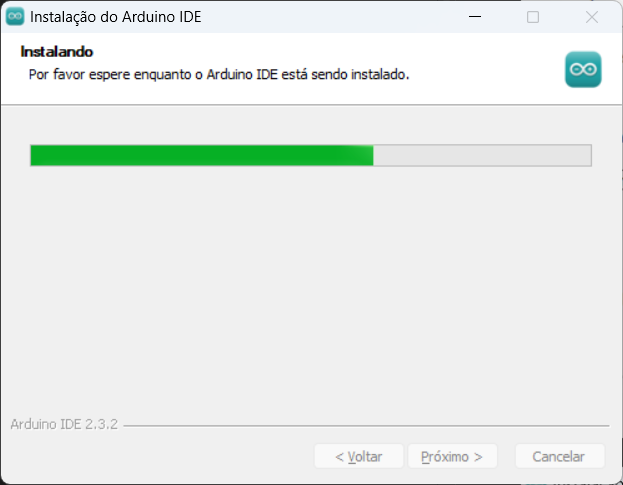 Instalação do Arduino IDE
Instalando
Por favor espere enquanto o Arduino IDE está sendo instalado.
Arduino IDE 2.3.2
< Voltar
Próximo >
Cancelar